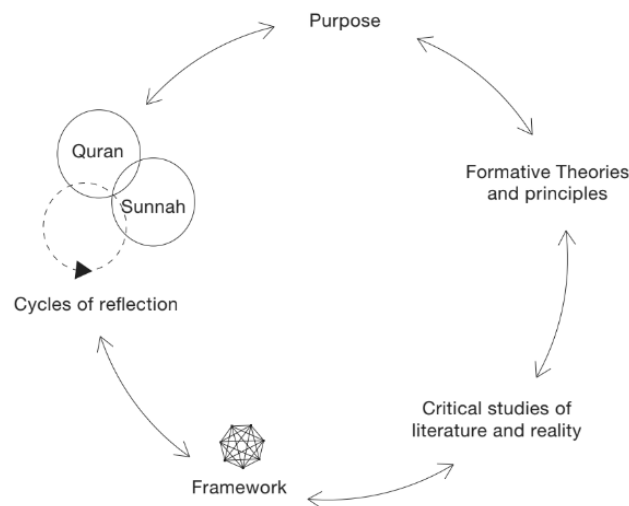 Purpose
Quran
Sunnah
Formative Theories
and principles
Cycles of reflection
Critical studies of
literature and reality
Framework